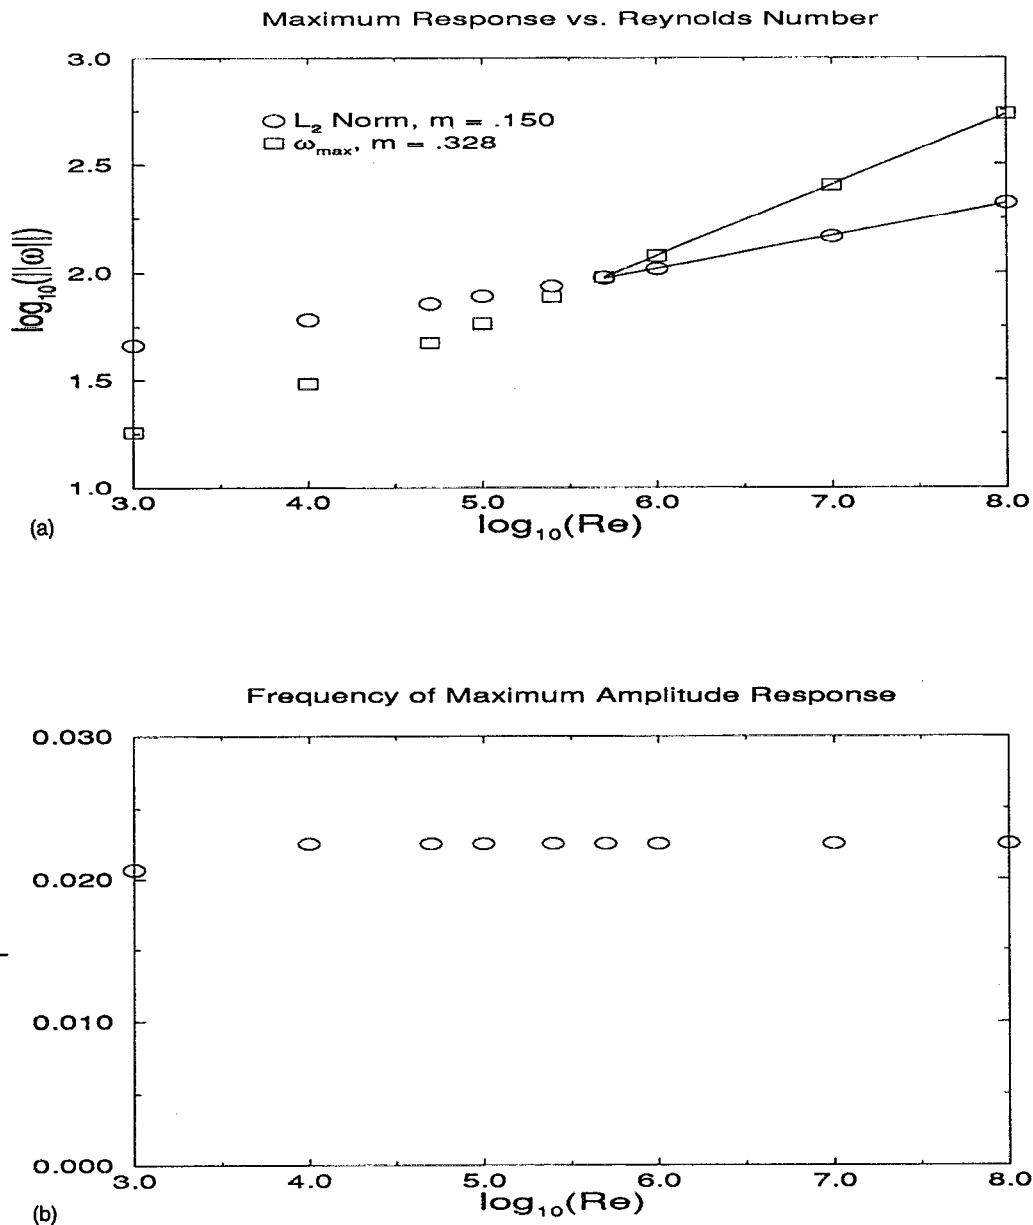 Maximum Response vs. Reynolds Number
3.0
2.5
2.0
1.5
1.0
log₁₀(||ω||)
L₂ Norm, m = .150
ω_max, m = .328
3.0 4.0 5.0 6.0 7.0 8.0
log₁₀(Re)
(a)
Frequency of Maximum Amplitude Response
0.030
0.020
0.010
0.000
3.0 4.0 5.0 6.0 7.0 8.0
log₁₀(Re)
(b)